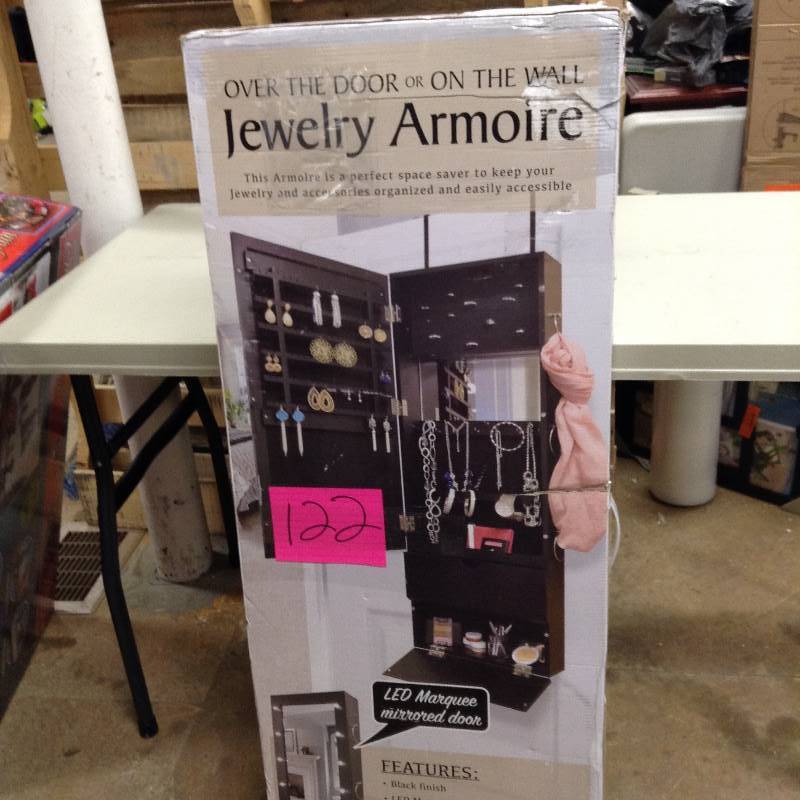 OVER THE DOOR OR ON THE WALL
Jewelry Armoire
This Armoire is a perfect space saver to keep your
Jewelry and accessories organized and easily accessible
122
LED Marquee
mirrored door
FEATURES:
• Black finish
• LED